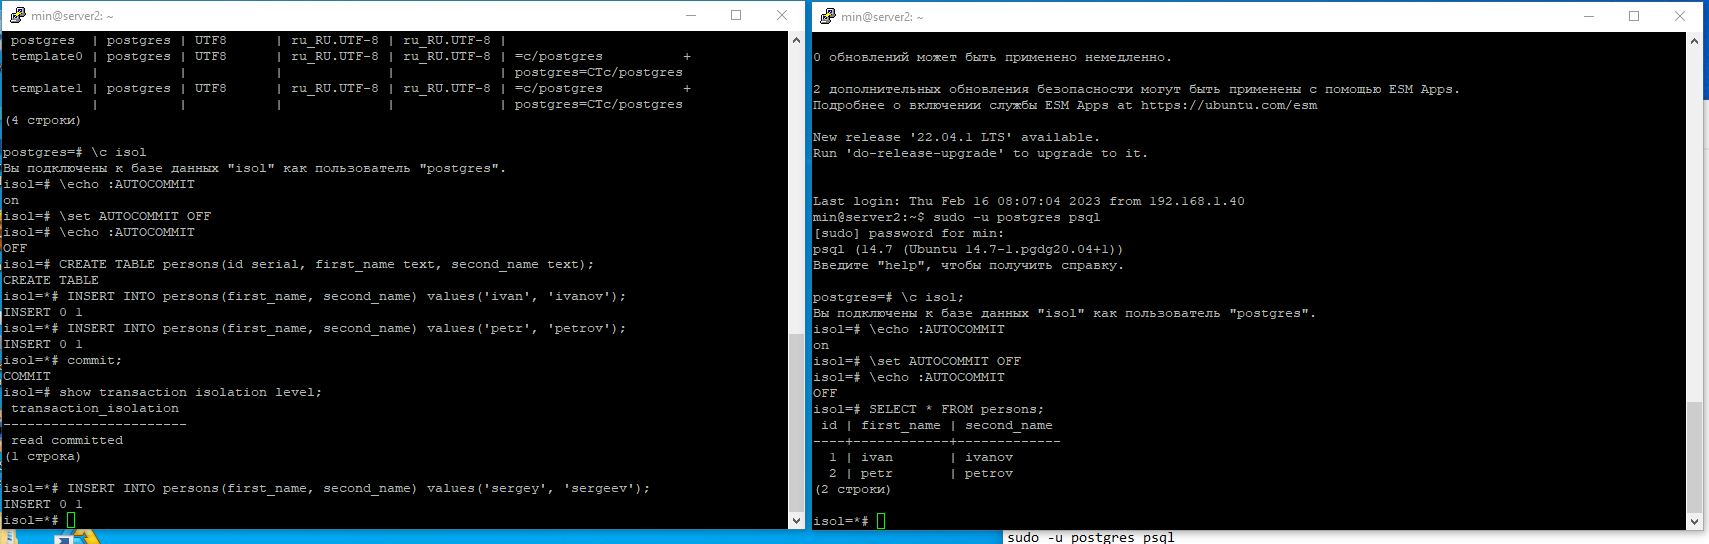 min@server2: ~
postgres | postgres | UTF8 | ru_RU.UTF-8 | ru_RU.UTF-8 |
template0 | postgres | UTF8 | ru_RU.UTF-8 | ru_RU.UTF-8 | =c/postgres +
| | | | | postgres=CTc/postgres
template1 | postgres | UTF8 | ru_RU.UTF-8 | ru_RU.UTF-8 | =c/postgres +
| | | | | postgres=CTc/postgres
(4 строки)
postgres=# \c isol
Вы подключены к базе данных "isol" как пользователь "postgres".
isol=# \echo :AUTOCOMMIT
on
isol=# \set AUTOCOMMIT OFF
isol=# \echo :AUTOCOMMIT
OFF
isol=# CREATE TABLE persons(id serial, first_name text, second_name text);
CREATE TABLE
isol=*# INSERT INTO persons(first_name, second_name) values('ivan', 'ivanov');
INSERT 0 1
isol=*# INSERT INTO persons(first_name, second_name) values('petr', 'petrov');
INSERT 0 1
isol=*# commit;
COMMIT
isol=# show transaction isolation level;
transaction_isolation
-----------------------
read committed
(1 строка)
isol=*# INSERT INTO persons(first_name, second_name) values('sergey', 'sergeev');
INSERT 0 1
isol=*#
min@server2: ~
0 обновлений может быть применено немедленно.
2 дополнительных обновления безопасности могут быть применены с помощью ESM Apps.
Подробнее о включении службы ESM Apps at https://ubuntu.com/esm
New release '22.04.1 LTS' available.
Run 'do-release-upgrade' to upgrade to it.
Last login: Thu Feb 16 08:07:04 2023 from 192.168.1.40
min@server2:~$ sudo -u postgres psql
[sudo] password for min:
psql (14.7 (Ubuntu 14.7-1.pgdg20.04+1))
Введите "help", чтобы получить справку.
postgres=# \c isol;
Вы подключены к базе данных "isol" как пользователь "postgres".
isol=# \echo :AUTOCOMMIT
on
isol=# \set AUTOCOMMIT OFF
isol=# \echo :AUTOCOMMIT
OFF
isol=# SELECT * FROM persons;
id | first_name | second_name
----+------------+-------------
1 | ivan | ivanov
2 | petr | petrov
(2 строки)
isol=*#
sudo -u postgres psql